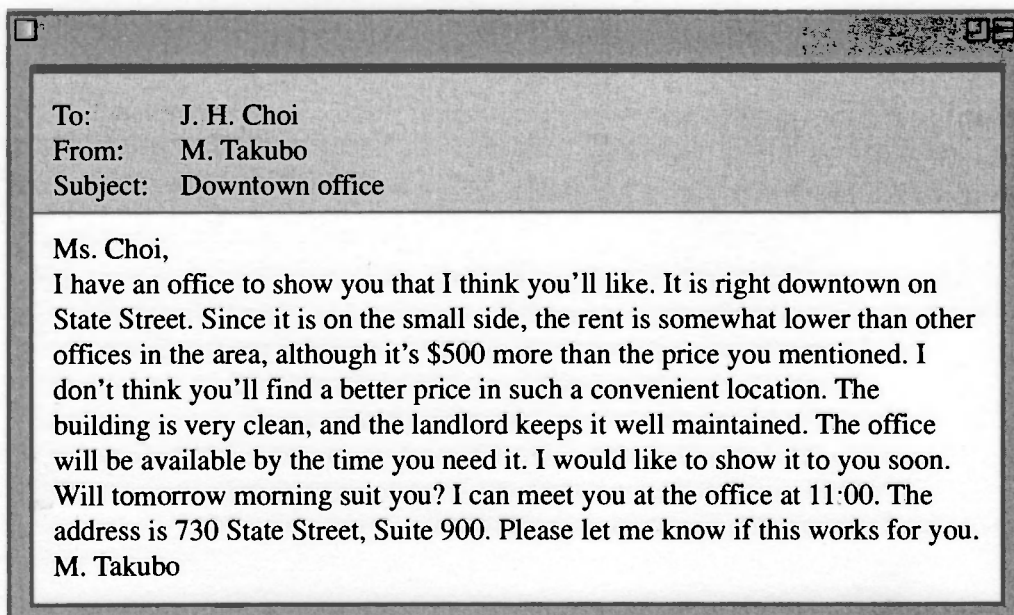 To: J. H. Choi
From: M. Takubo
Subject: Downtown office
Ms. Choi,
I have an office to show you that I think you'll like. It is right downtown on
State Street. Since it is on the small side, the rent is somewhat lower than other
offices in the area, although it's $500 more than the price you mentioned. I
don't think you'll find a better price in such a convenient location. The
building is very clean, and the landlord keeps it well maintained. The office
will be available by the time you need it. I would like to show it to you soon.
Will tomorrow morning suit you? I can meet you at the office at 11:00. The
address is 730 State Street, Suite 900. Please let me know if this works for you.
M. Takubo